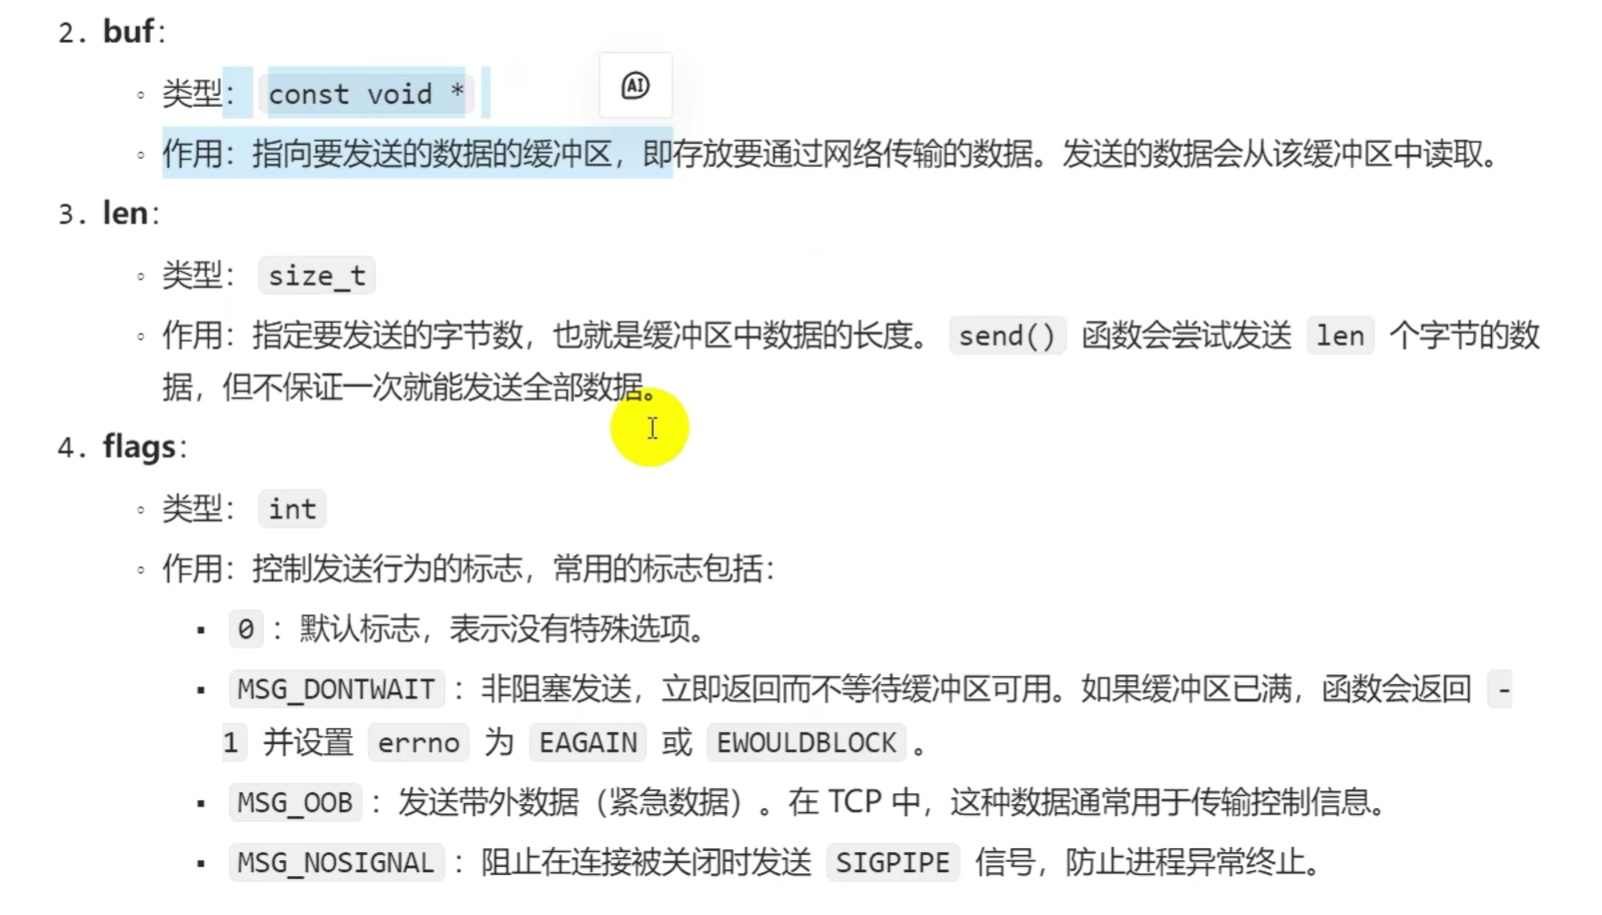 2. buf：
◦ 类型： const void *
AI
◦ 作用：指向要发送的数据的缓冲区，即存放要通过网络传输的数据。发送的数据会从该缓冲区中读取。
3. len：
◦ 类型： size_t
◦ 作用：指定要发送的字节数，也就是缓冲区中数据的长度。 send() 函数会尝试发送 len 个字节的数
据，但不保证一次就能发送全部数据。
4. flags：
◦ 类型： int
◦ 作用：控制发送行为的标志，常用的标志包括：
▪ 0 ：默认标志，表示没有特殊选项。
▪ MSG_DONTWAIT ：非阻塞发送，立即返回而不等待缓冲区可用。如果缓冲区已满，函数会返回 -
1 并设置 errno 为 EAGAIN 或 EWOULDBLOCK 。
▪ MSG_OOB ：发送带外数据（紧急数据）。在 TCP 中，这种数据通常用于传输控制信息。
▪ MSG_NOSIGNAL ：阻止在连接被关闭时发送 SIGPIPE 信号，防止进程异常终止。